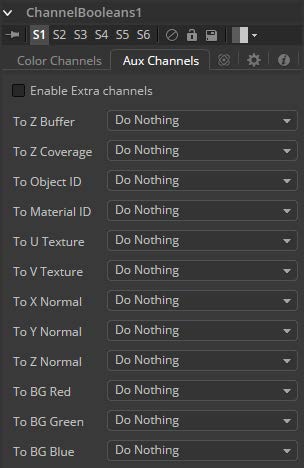 ChannelBooleans1
S1 S2 S3 S4 S5 S6
Color Channels Aux Channels
Enable Extra channels
To Z Buffer Do Nothing
To Z Coverage Do Nothing
To Object ID Do Nothing
To Material ID Do Nothing
To U Texture Do Nothing
To V Texture Do Nothing
To X Normal Do Nothing
To Y Normal Do Nothing
To Z Normal Do Nothing
To BG Red Do Nothing
To BG Green Do Nothing
To BG Blue Do Nothing